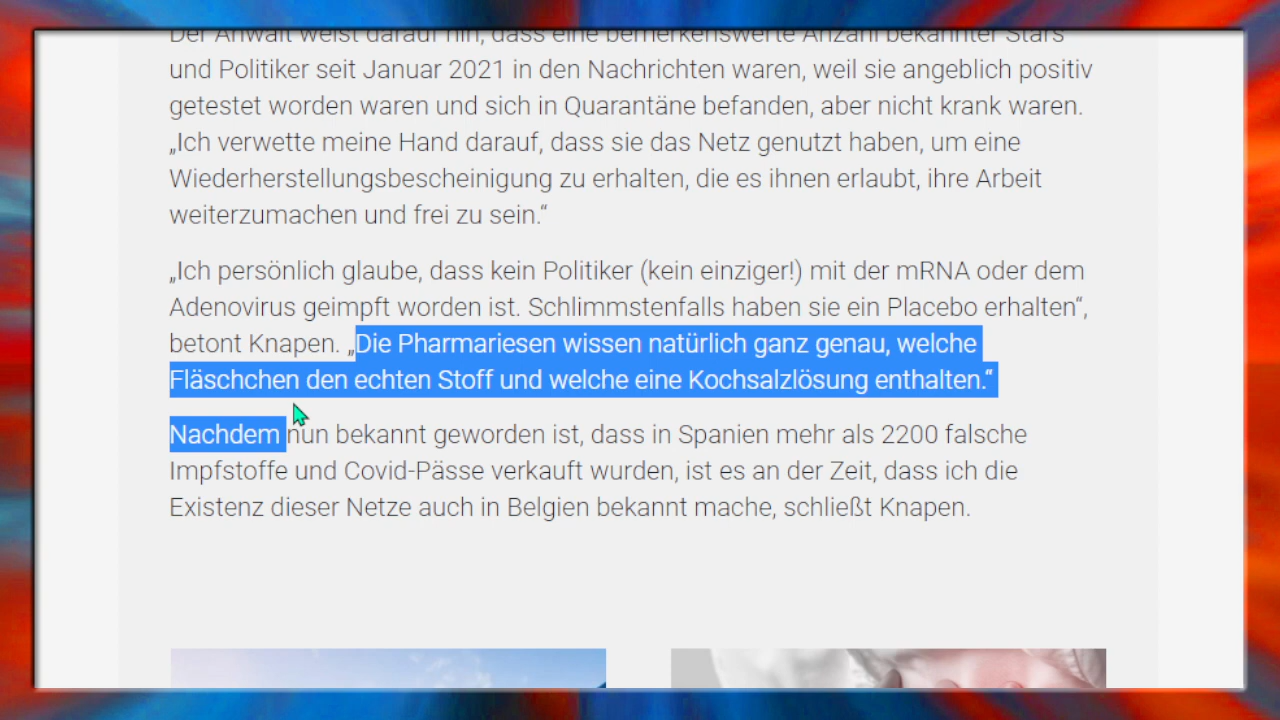 Der Anwalt weist darauf hin, dass eine bemerkenswerte Anzahl bekannter Stars
und Politiker seit Januar 2021 in den Nachrichten waren, weil sie angeblich positiv
getestet worden waren und sich in Quarantäne befanden, aber nicht krank waren.
„Ich verwette meine Hand darauf, dass sie das Netz genutzt haben, um eine
Wiederherstellungsbescheinigung zu erhalten, die es ihnen erlaubt, ihre Arbeit
weiterzumachen und frei zu sein.“
„Ich persönlich glaube, dass kein Politiker (kein einziger!) mit der mRNA oder dem
Adenovirus geimpft worden ist. Schlimmstenfalls haben sie ein Placebo erhalten“,
betont Knapen. „Die Pharmariesen wissen natürlich ganz genau, welche
Fläschchen den echten Stoff und welche eine Kochsalzlösung enthalten.“
Nachdem nun bekannt geworden ist, dass in Spanien mehr als 2200 falsche
Impfstoffe und Covid-Pässe verkauft wurden, ist es an der Zeit, dass ich die
Existenz dieser Netze auch in Belgien bekannt mache, schließt Knapen.